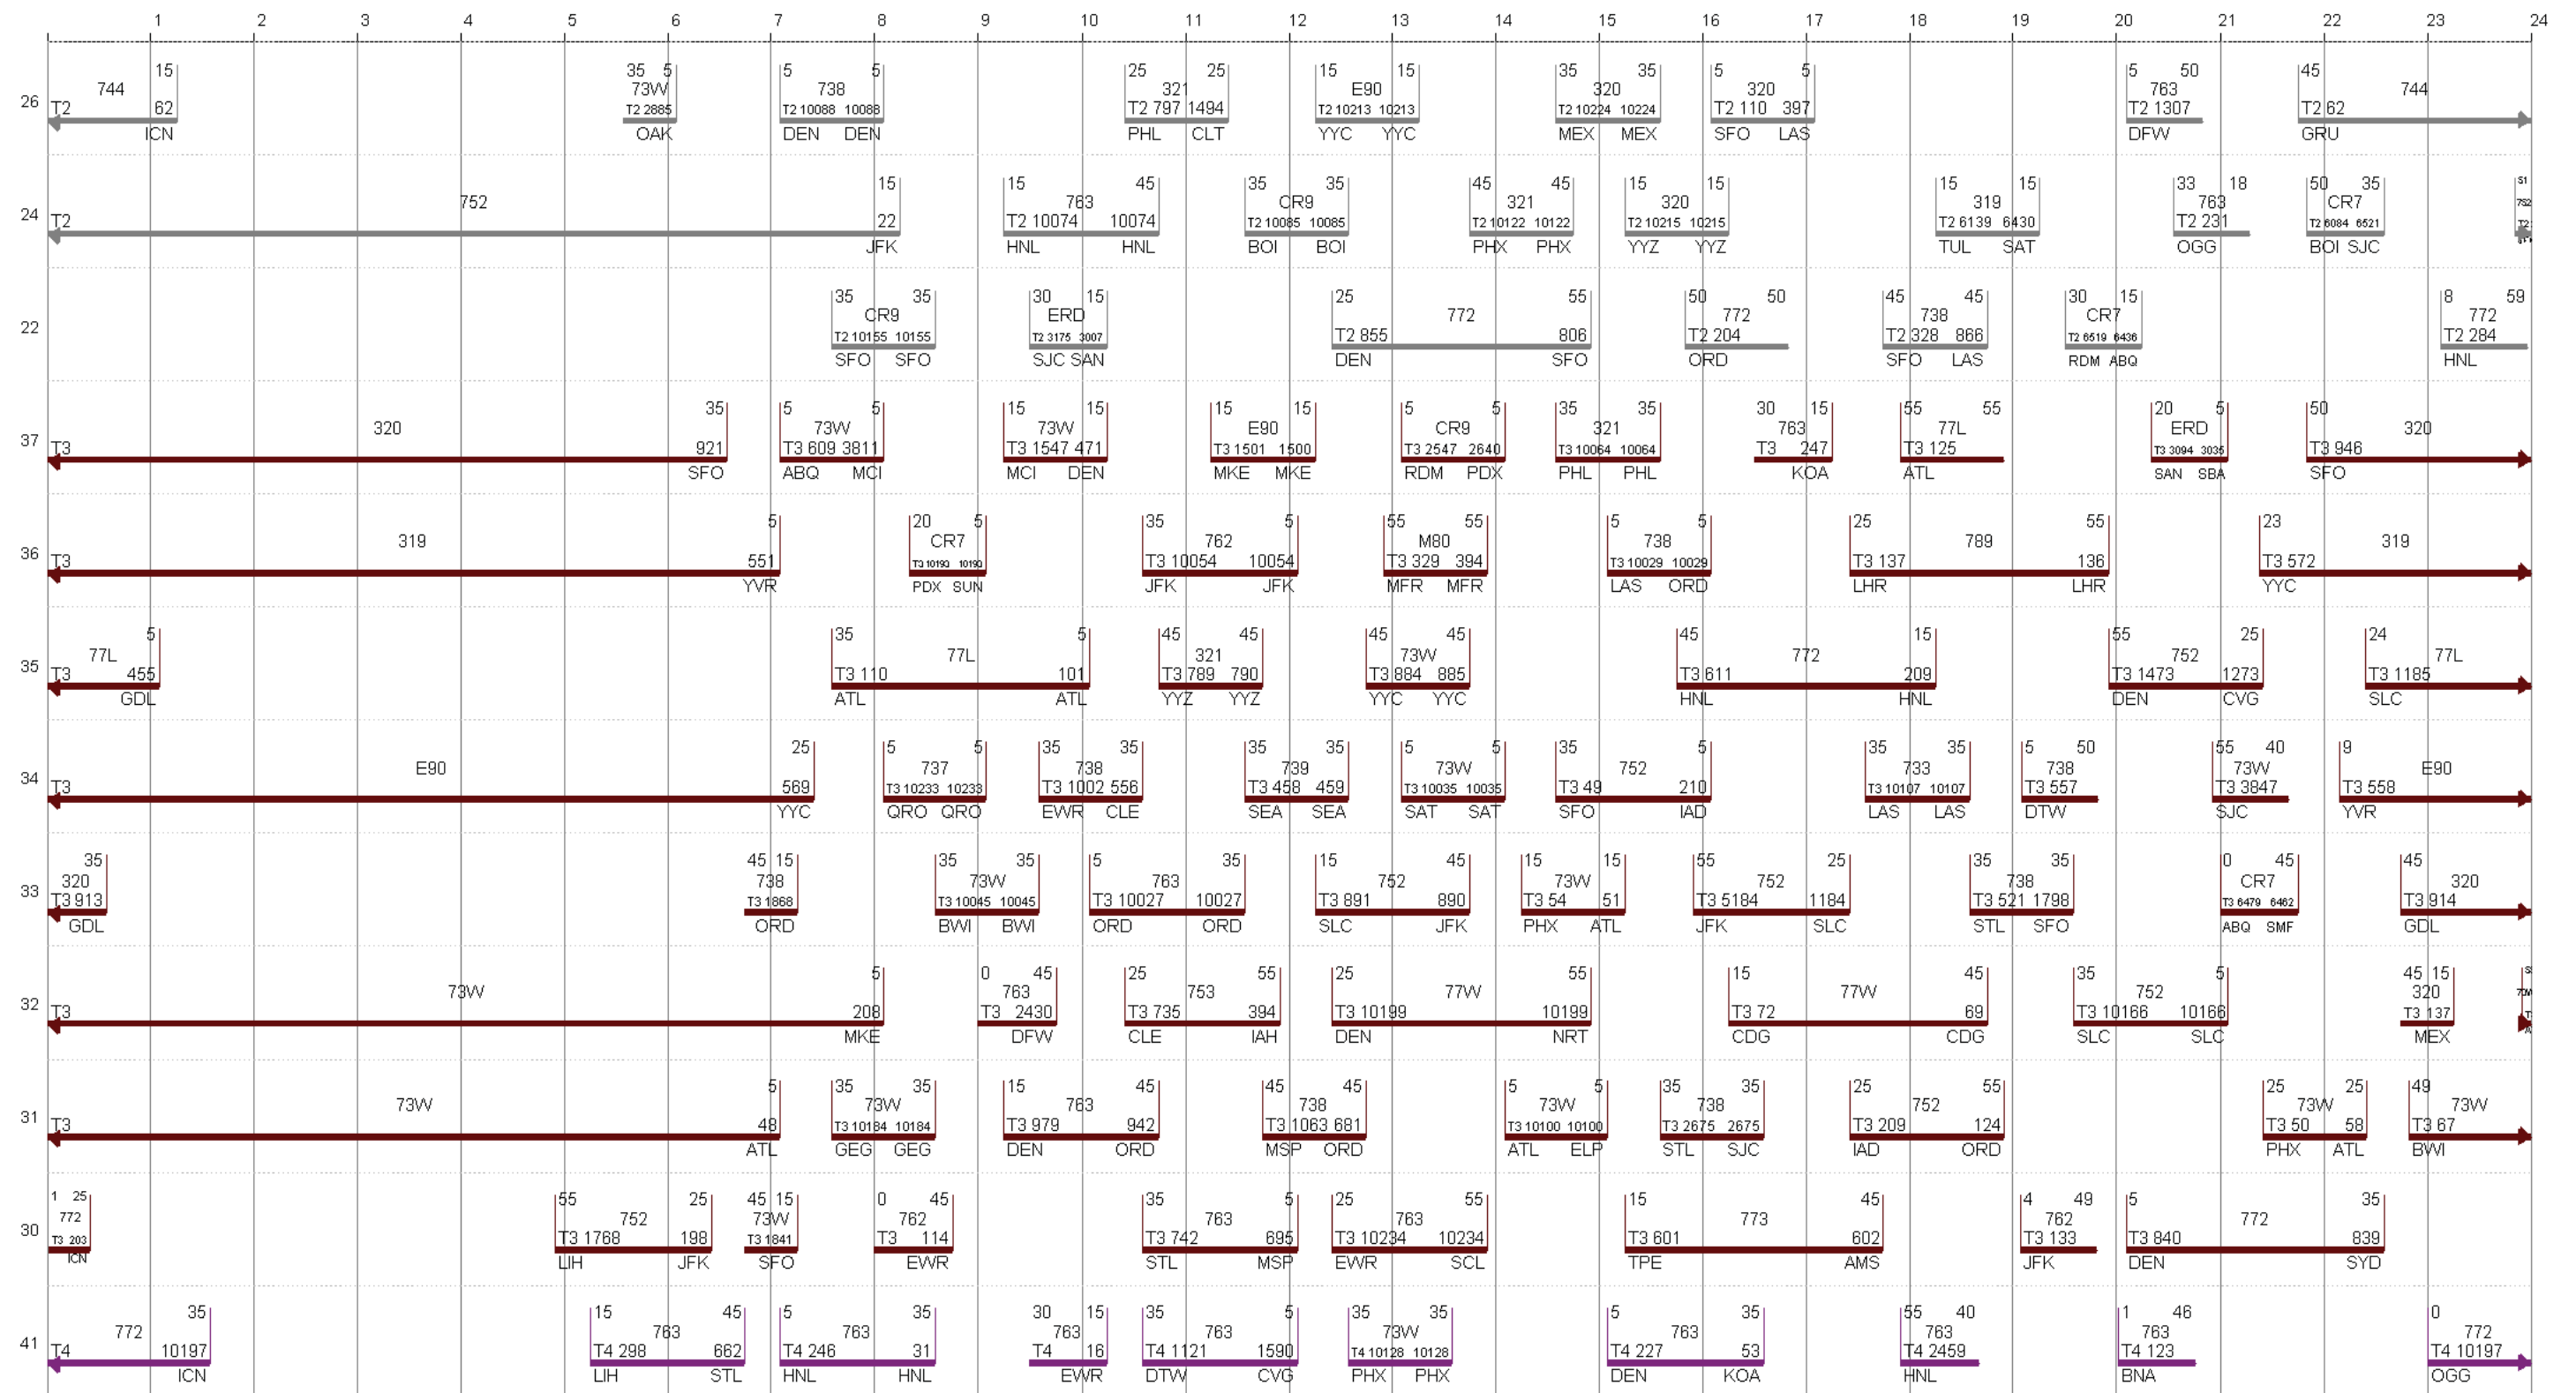 1 2 3 4 5 6 7 8 9 10 11 12 13 14 15 16 17 18 19 20 21 22 23 24
15 35 5 5 5 25 25 15 15 35 35 5 5 5 50 45
744 73W 738 321 E90 320 320 763 744
26 T2 62 T2 2885 T2 10088 10088 T2 797 1494 T2 10213 10213 T2 10224 10224 T2 110 397 T2 1307 T2 62
ICN OAK DEN DEN PHL CLT YYC YYC MEX MEX SFO LAS DFW GRU
15 15 45 35 35 45 45 15 15 15 15 33 18 50 35 S1
752 763 CR9 321 320 319 763 CR7 752
24 T2 22 T2 10074 10074 T2 10085 10085 T2 10122 10122 T2 10215 10215 T2 6139 6430 T2 231 T2 6084 6521 T2
JFK HNL HNL BOI BOI PHX PHX YYZ YYZ TUL SAT OGG BOI SJC
35 35 30 15 25 55 50 50 45 45 30 15 8 59
CR9 ERD 772 772 738 CR7 772
22 T2 10155 10155 T2 3175 3007 T2 855 806 T2 204 T2 328 866 T2 6519 6436 T2 284
SFO SFO SJC SAN DEN SFO ORD SFO LAS RDM ABQ HNL
35 5 5 15 15 15 15 5 5 35 35 30 15 55 55 20 5 50
320 73W 73W E90 CR9 321 763 77L ERD 320
37 T3 921 T3 609 3811 T3 1547 471 T3 1501 1500 T3 2547 2640 T3 10064 10064 T3 247 T3 125 T3 3094 3035 T3 946
SFO ABQ MCI MCI DEN MKE MKE RDM PDX PHL PHL KOA ATL SAN SBA SFO
5 20 5 35 5 55 55 5 5 25 55 23
319 CR7 762 M80 738 789 319
36 T3 551 T3 10190 10190 T3 10054 10054 T3 329 394 T3 10029 10029 T3 137 136 T3 572
YVR PDX SUN JFK JFK MFR MFR LAS ORD LHR LHR YYC
5 35 5 45 45 45 45 45 15 55 25 24
77L 77L 321 73W 772 752 77L
35 T3 455 T3 110 101 T3 789 790 T3 884 885 T3 611 209 T3 1473 1273 T3 1185
GDL ATL ATL YYZ YYZ YYC YYC HNL HNL DEN CVG SLC
25 5 5 35 35 35 35 5 5 35 5 35 35 5 50 55 40 9
E90 737 738 739 73W 752 733 738 73W E90
34 T3 569 T3 10233 10233 T3 1002 556 T3 458 459 T3 10035 10035 T3 49 210 T3 10107 10107 T3 557 T3 3847 T3 558
YYC QRO QRO EWR CLE SEA SEA SAT SAT SFO IAD LAS LAS DTW SJC YVR
35 45 15 35 35 5 35 15 45 15 15 55 25 35 35 0 45 45
320 738 73W 763 752 73W 752 738 CR7 320
33 T3 913 T3 1868 T3 10045 10045 T3 10027 10027 T3 891 890 T3 54 51 T3 5184 1184 T3 521 1798 T3 6479 6462 T3 914
GDL ORD BWI BWI ORD ORD SLC JFK PHX ATL JFK SLC STL SFO ABQ SMF GDL
5 0 45 25 55 25 55 15 45 35 5 45 15
73W 763 753 77W 77W 752 320
32 T3 208 T3 2430 T3 735 394 T3 10199 10199 T3 72 69 T3 10166 10166 T3 137
MKE DFW CLE IAH DEN NRT CDG CDG SLC SLC MEX
5 35 35 15 45 45 45 5 5 35 35 25 55 25 25 49
73W 73W 763 738 73W 738 752 73W 73W
31 T3 48 T3 10184 10184 T3 979 942 T3 1063 681 T3 10100 10100 T3 2675 2675 T3 209 124 T3 50 58 T3 67
ATL GEG GEG DEN ORD MSP ORD ATL ELP STL SJC IAD ORD PHX ATL BWI
1 25 55 25 45 15 0 45 35 5 25 55 15 45 4 49 5 35
772 752 73W 762 763 763 773 762 772
30 T3 203 T3 1768 198 T3 1841 T3 114 T3 742 695 T3 10234 10234 T3 601 602 T3 133 T3 840 839
ICN LIH JFK SFO EWR STL MSP EWR SCL TPE AMS JFK DEN SYD
35 15 45 5 35 30 15 35 5 35 35 5 35 55 40 1 46 0
772 763 763 763 763 73W 763 763 763 772
41 T4 10197 T4 298 662 T4 246 31 T4 16 T4 1121 1590 T4 10128 10128 T4 227 53 T4 2459 T4 123 T4 10197
ICN LIH STL HNL HNL EWR DTW CVG PHX PHX DEN KOA HNL BNA OGG